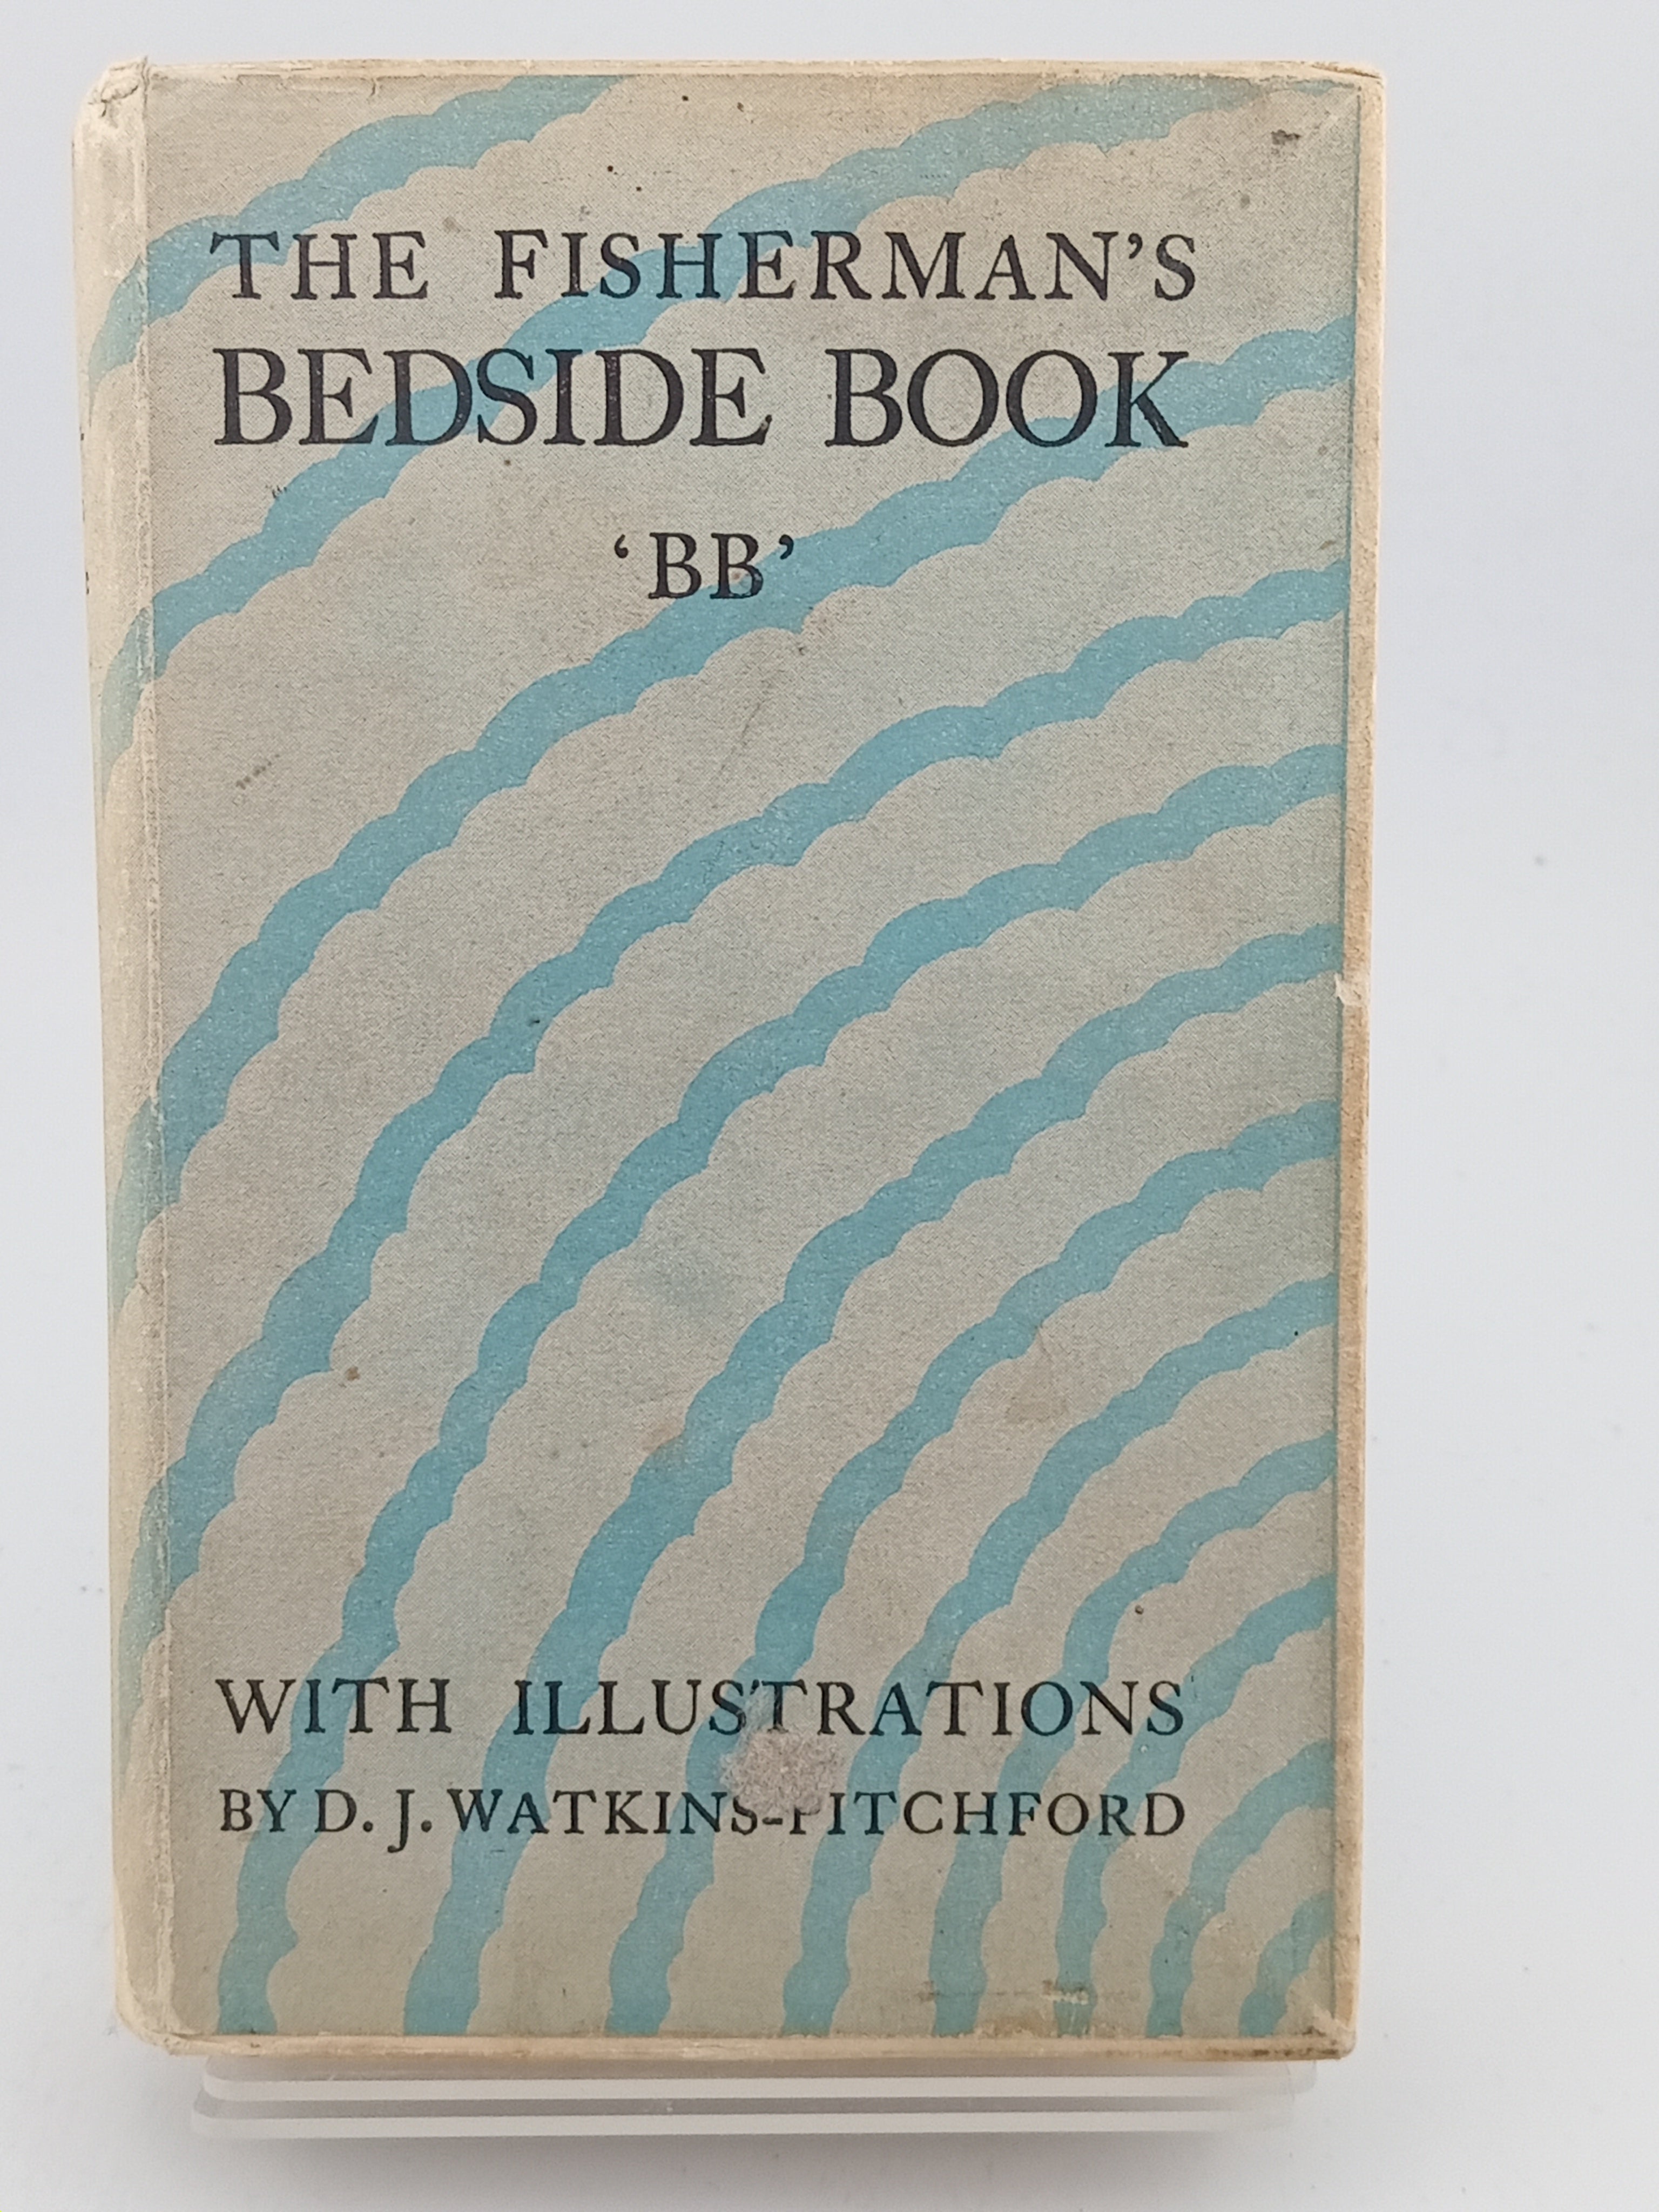 THE FISHERMAN'S
BEDSIDE BOOK
‘BB’
WITH ILLUSTRATIONS
BY D. J. WATKINS-PITCHFORD